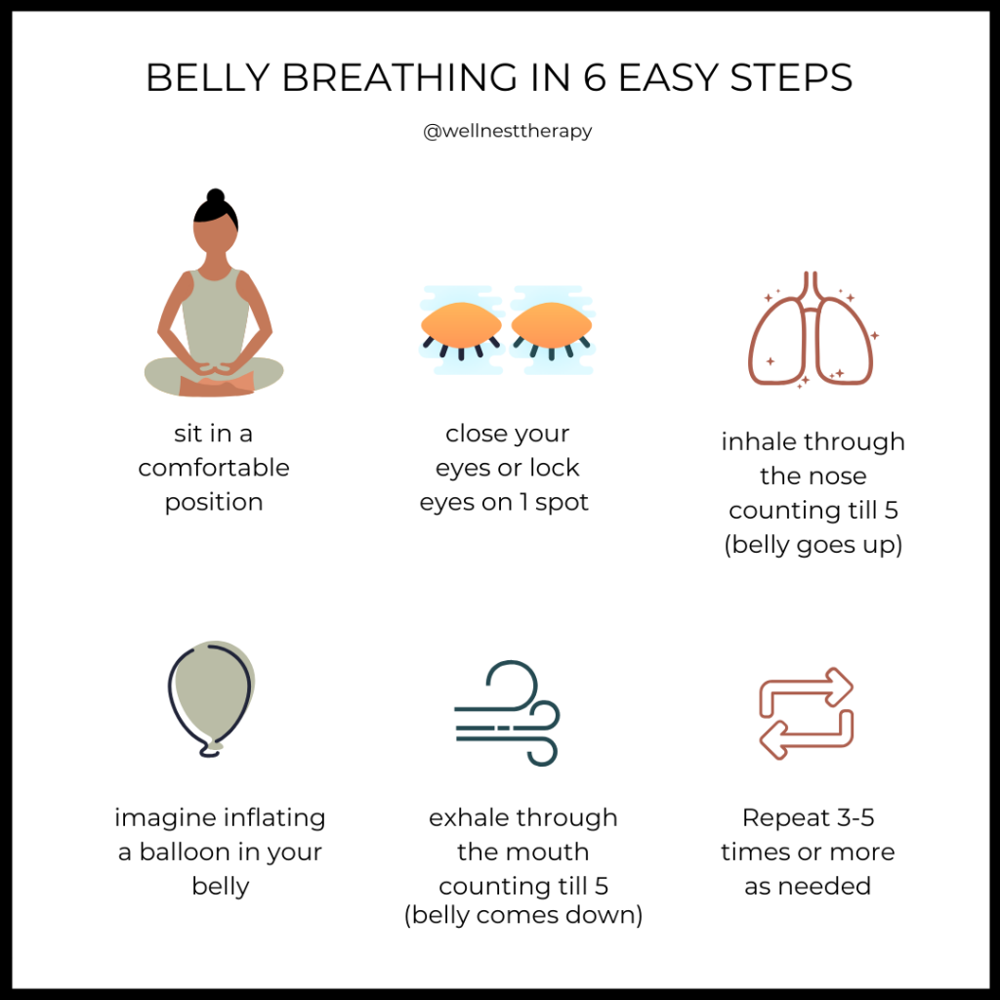 BELLY BREATHING IN 6 EASY STEPS
@wellnesttherapy
sit in a
comfortable
position
close your
eyes or lock
eyes on 1 spot
inhale through
the nose
counting till 5
(belly goes up)
imagine inflating
a balloon in your
belly
exhale through
the mouth
counting till 5
(belly comes down)
Repeat 3-5
times or more
as needed